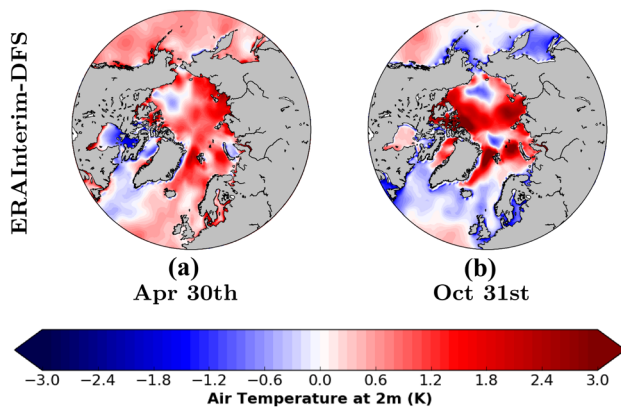 ERAInterim-DFS
(a)
(b)
Apr 30th
Oct 31st
−3.0 −2.4 −1.8 −1.2 −0.6 0.0 0.6 1.2 1.8 2.4 3.0
Air Temperature at 2m (K)